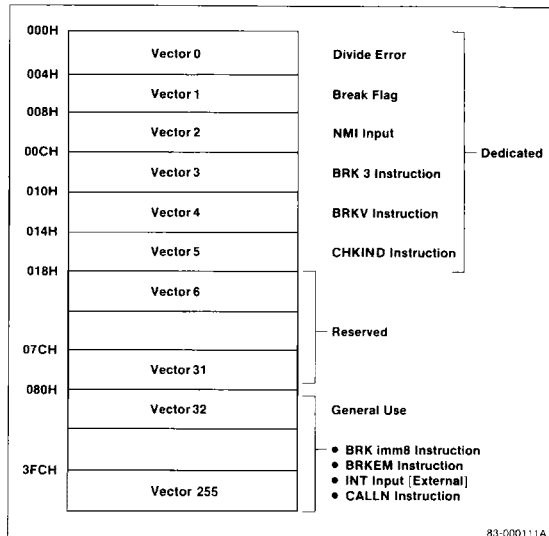 000H
Vector 0 Divide Error
004H
Vector 1 Break Flag
008H
Vector 2 NMI Input
00CH Dedicated
Vector 3 BRK 3 Instruction
010H
Vector 4 BRKV Instruction
014H
Vector 5 CHKIND Instruction
018H
Vector 6
Reserved
07CH
Vector 31
080H
Vector 32 General Use
• BRK imm8 Instruction
• BRKEM Instruction
3FCH
• INT Input [External]
Vector 255 • CALLN Instruction
83-000111A